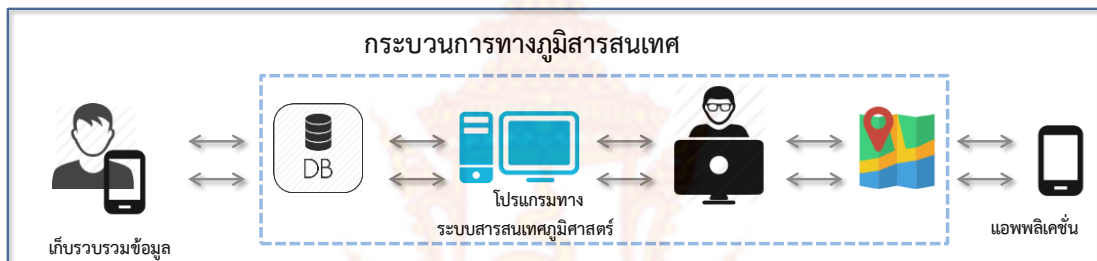 กระบวนการทางภูมิสารสนเทศ
DB
โปรแกรมทาง
ระบบสารสนเทศภูมิศาสตร์
เก็บรวบรวมข้อมูล
แอพพลิเคชั่น